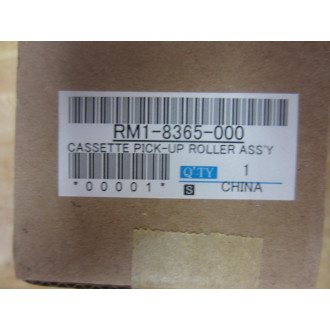 RM1-8365-000
CASSETTE PICK-UP ROLLER ASS'Y
Q'TY 1
*00001* S CHINA